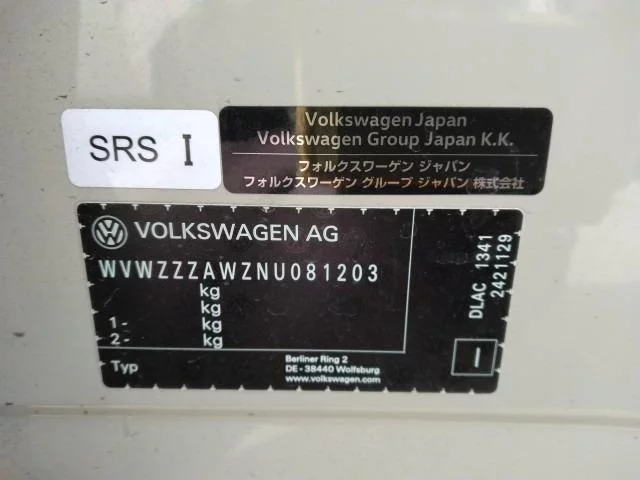 SRS I
Volkswagen Japan
Volkswagen Group Japan K.K.
フォルクスワーゲン ジャパン
フォルクスワーゲン グループ ジャパン 株式会社
VOLKSWAGEN AG
WVWZZZAWZNU081203
kg
kg
1 - kg
2 - kg
Typ
Berliner Ring 2
DE - 38440 Wolfsburg
www.volkswagen.com
DLAC 1341
2421129
I